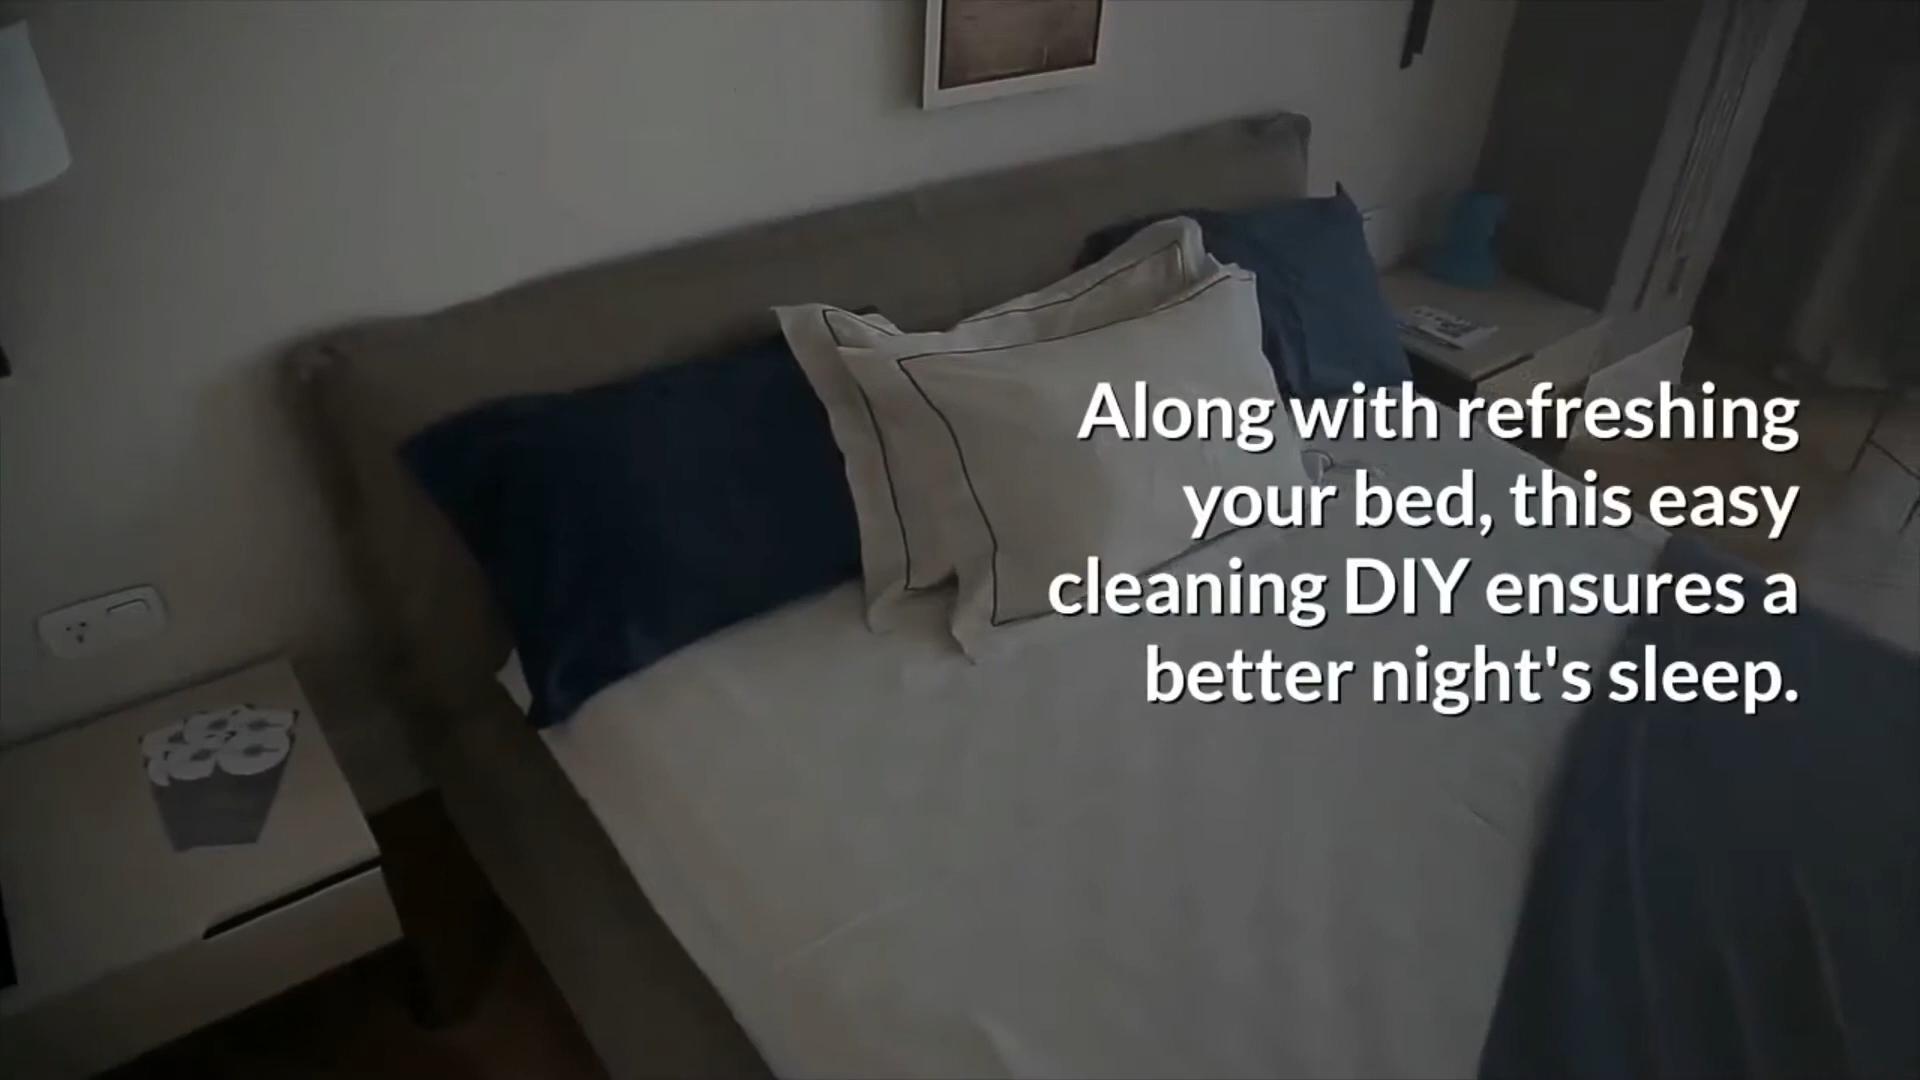 Along with refreshing
your bed, this easy
cleaning DIY ensures a
better night's sleep.